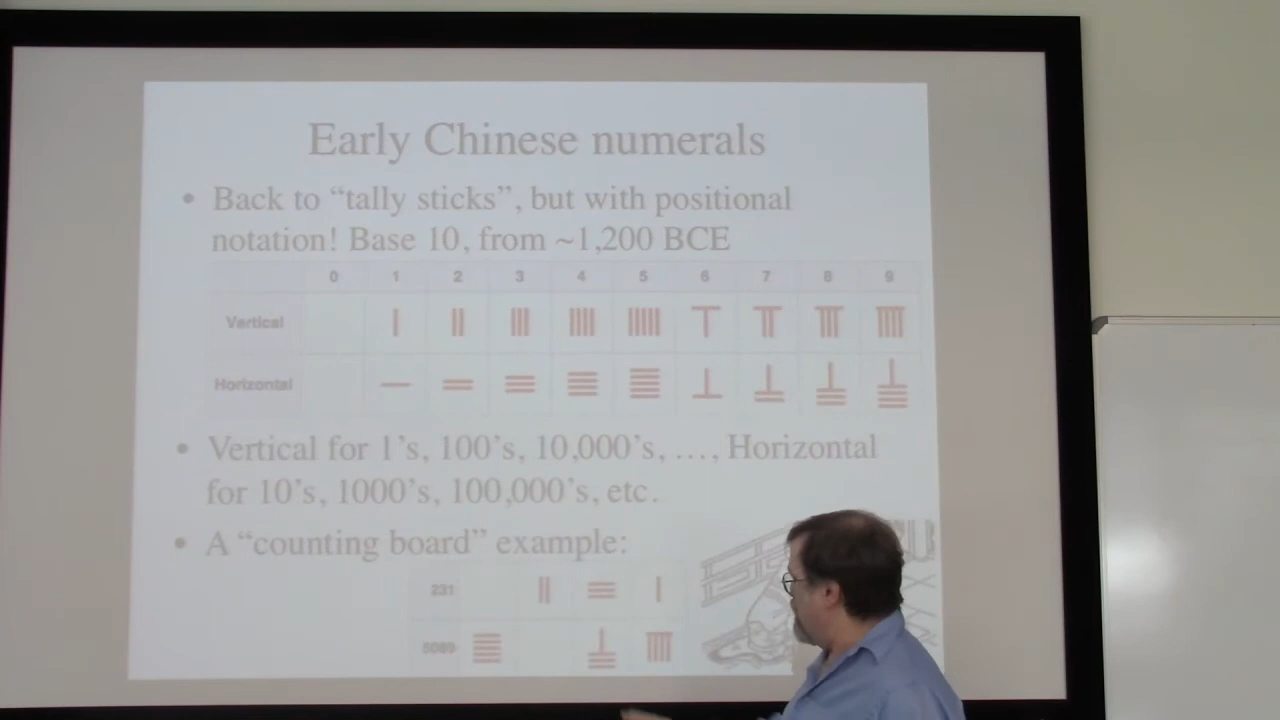 Early Chinese numerals
• Back to “tally sticks”, but with positional
notation! Base 10, from ~1,200 BCE
0 1 2 3 4 5 6 7 8 9
Vertical
Horizontal
• Vertical for 1’s, 100’s, 10,000’s, …, Horizontal
for 10’s, 1000’s, 100,000’s, etc.
• A “counting board” example:
231
5089